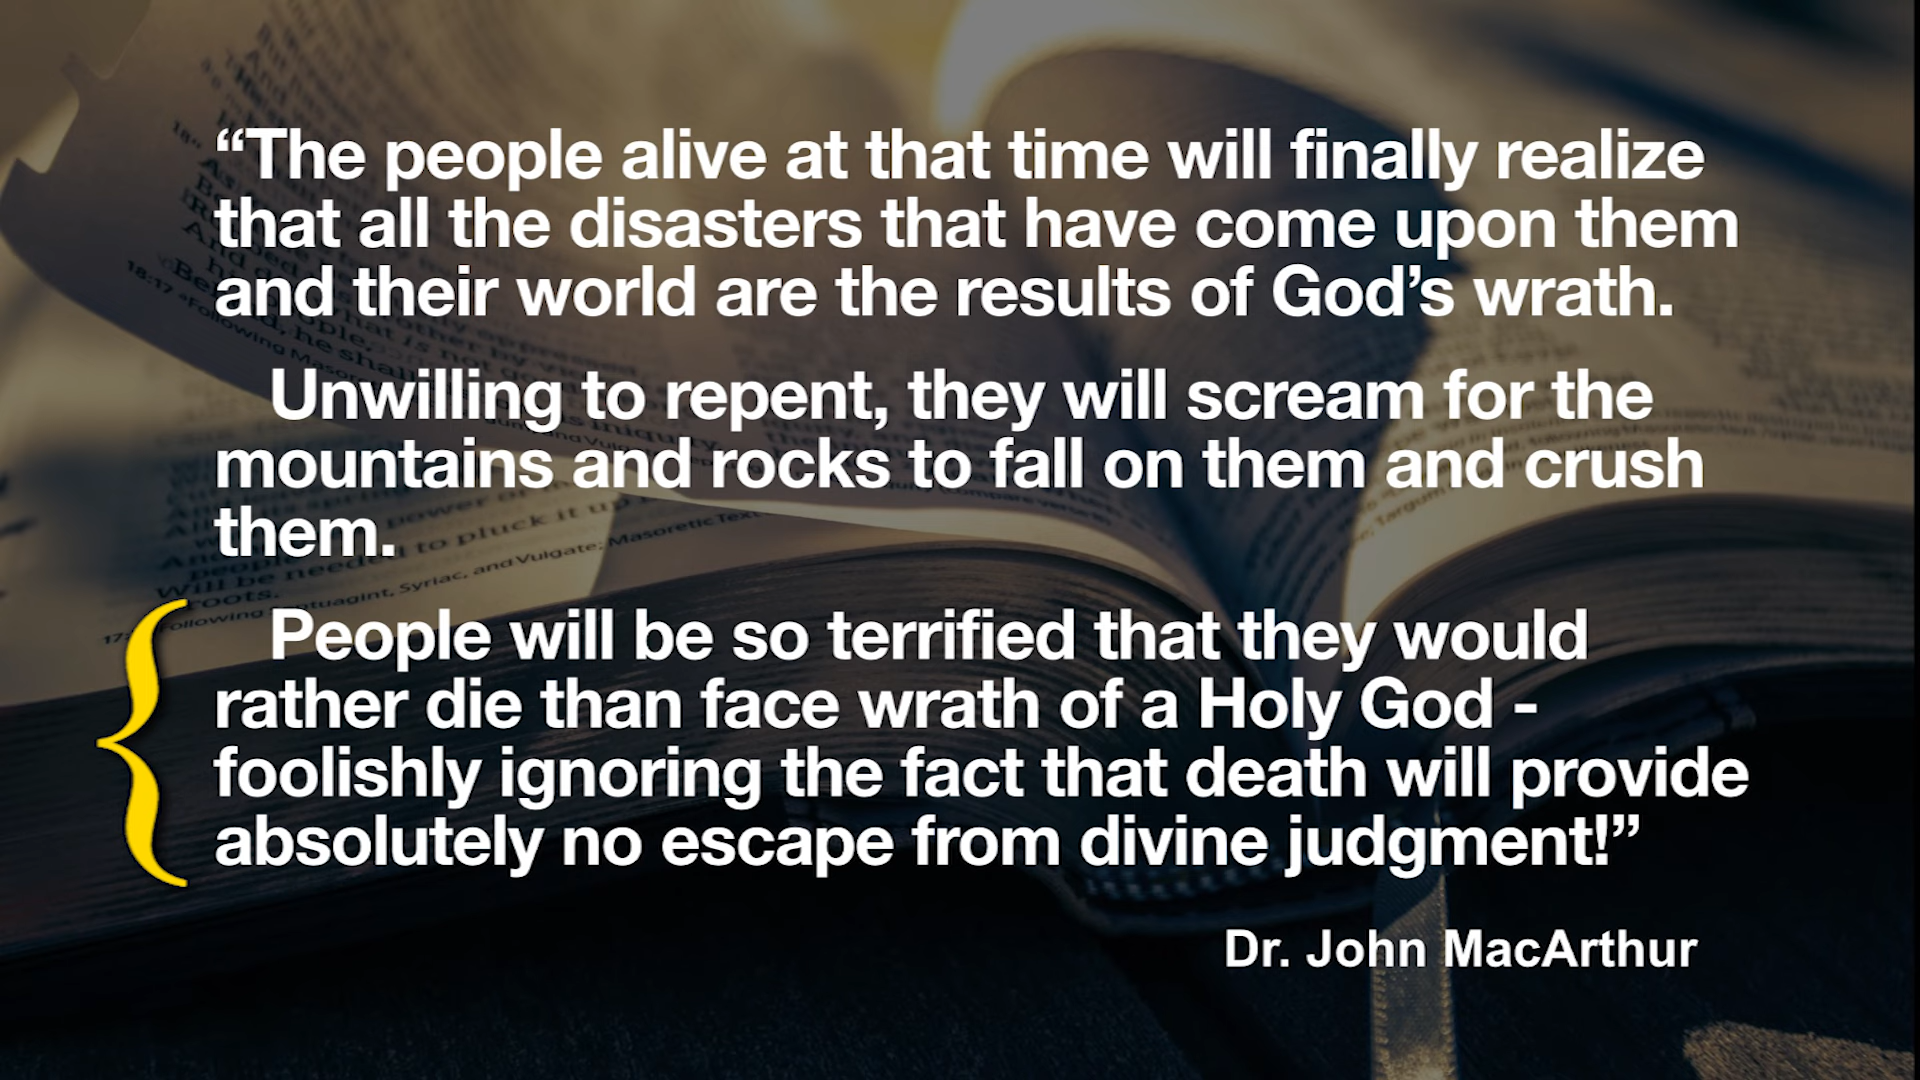 “The people alive at that time will finally realize
that all the disasters that have come upon them
and their world are the results of God’s wrath.
Unwilling to repent, they will scream for the
mountains and rocks to fall on them and crush
them.
People will be so terrified that they would
rather die than face wrath of a Holy God -
foolishly ignoring the fact that death will provide
absolutely no escape from divine judgment!”
Dr. John MacArthur